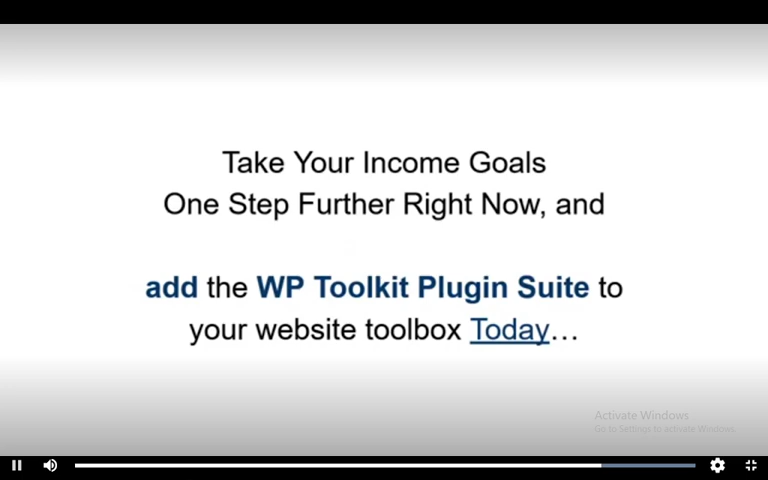 Take Your Income Goals
One Step Further Right Now, and
add the WP Toolkit Plugin Suite to
your website toolbox Today...
Activate Windows
Go to Settings to activate Windows.